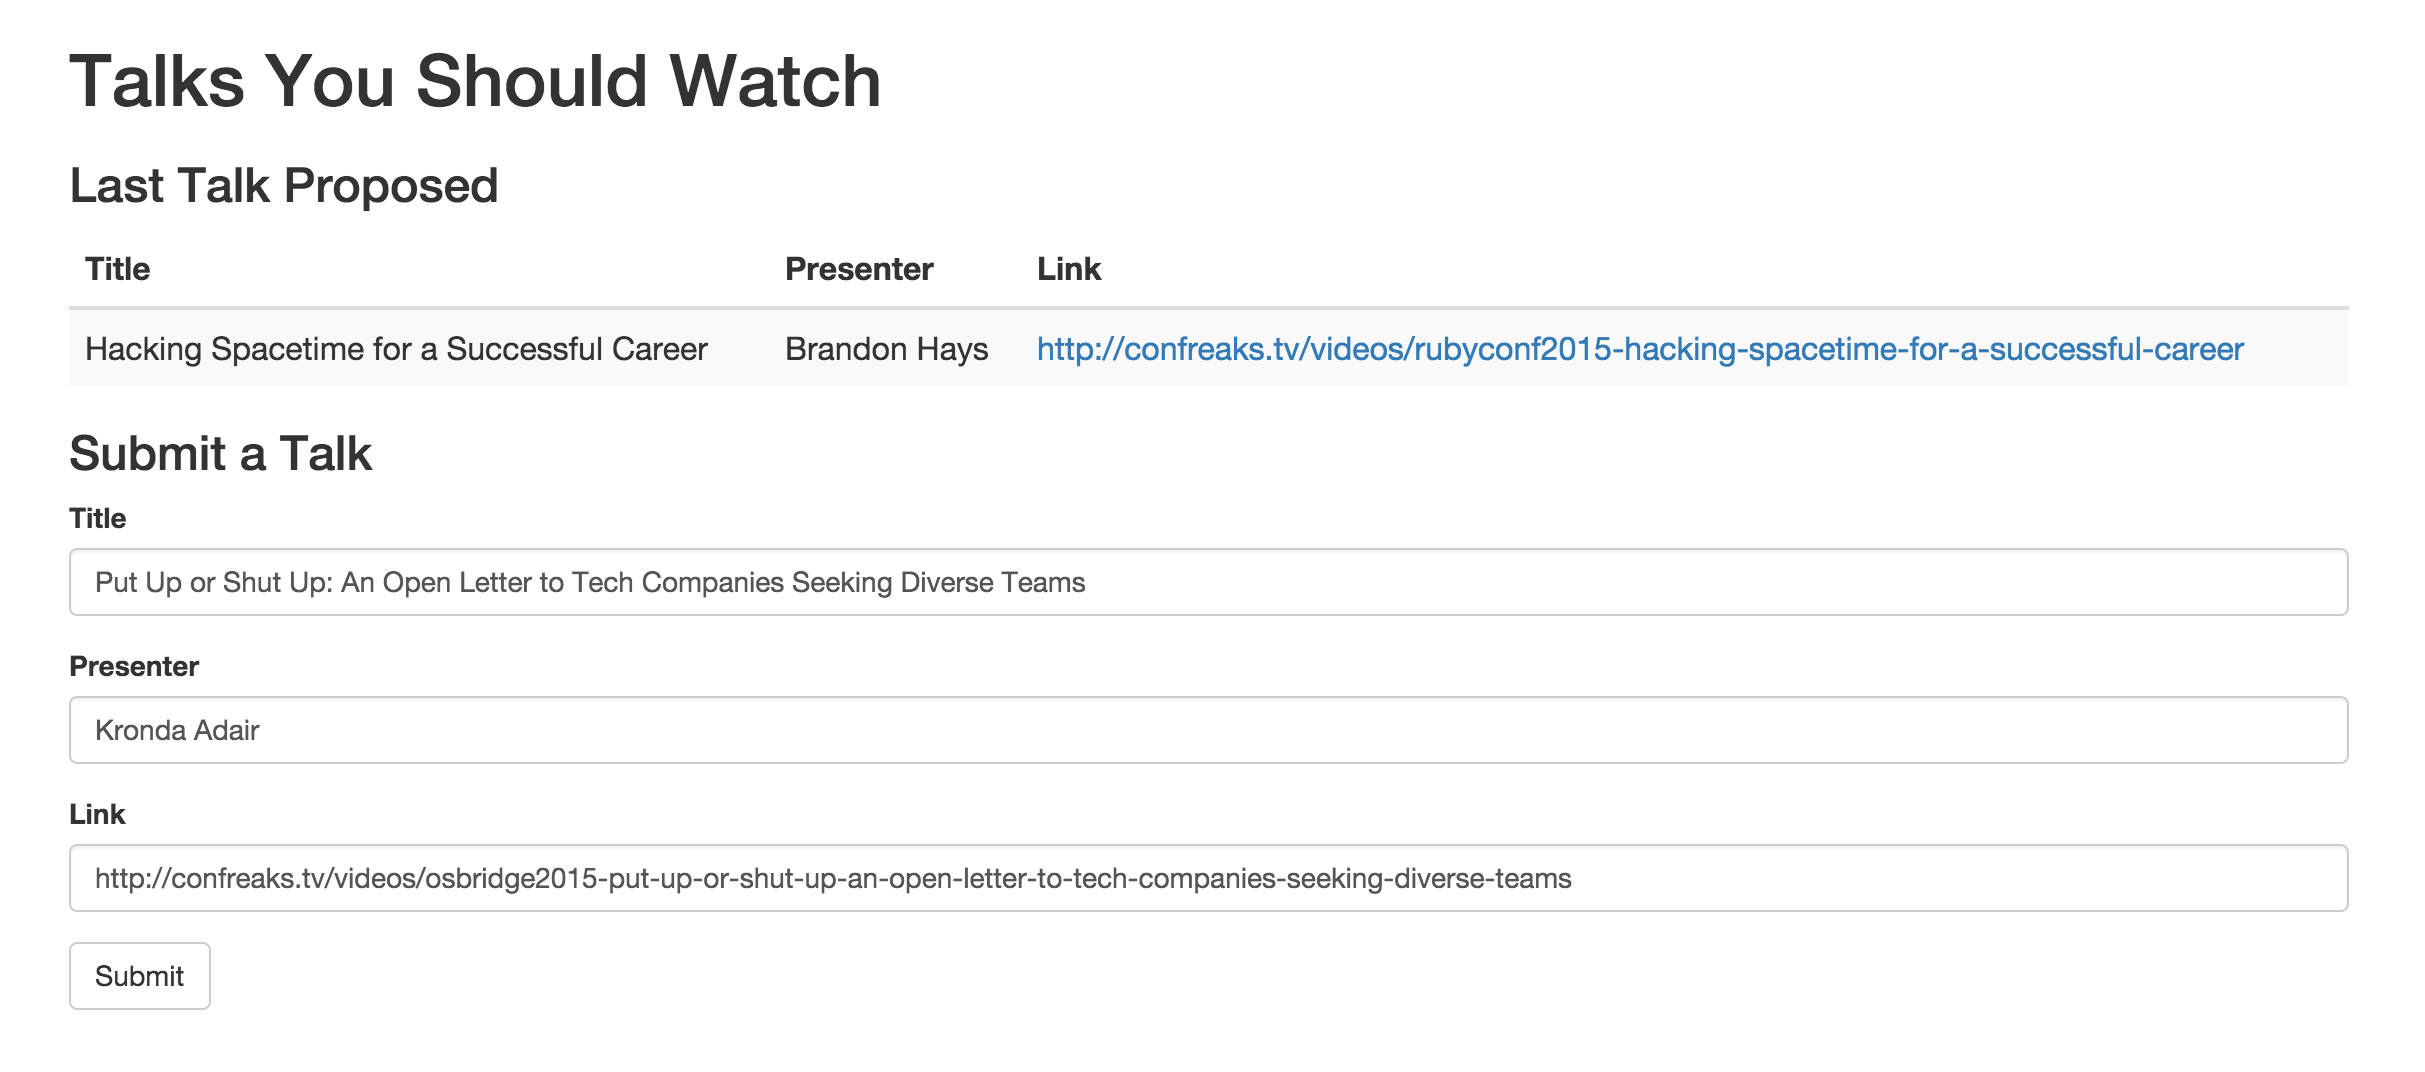 Talks You Should Watch
Last Talk Proposed
Title Presenter Link
Hacking Spacetime for a Successful Career Brandon Hays http://confreaks.tv/videos/rubyconf2015-hacking-spacetime-for-a-successful-career
Submit a Talk
Title
Put Up or Shut Up: An Open Letter to Tech Companies Seeking Diverse Teams
Presenter
Kronda Adair
Link
http://confreaks.tv/videos/osbridge2015-put-up-or-shut-up-an-open-letter-to-tech-companies-seeking-diverse-teams
Submit